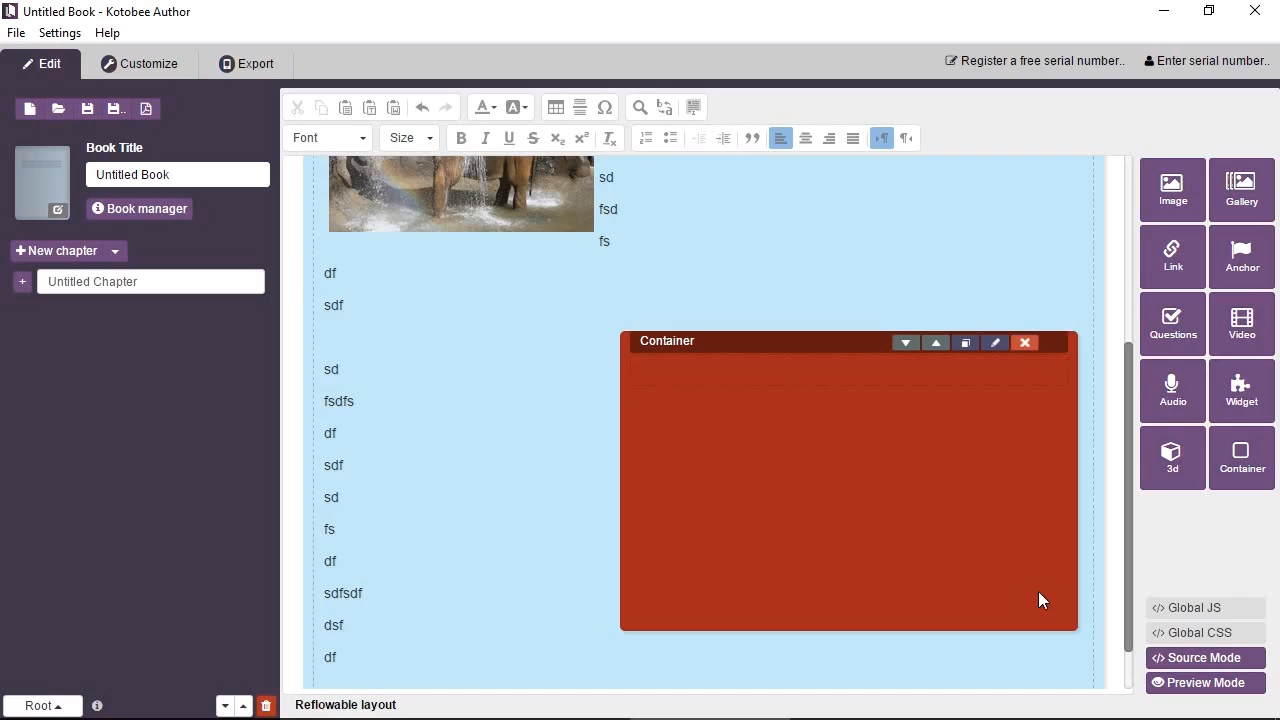 Untitled Book - Kotobee Author
File Settings Help
Edit Customize Export
Register a free serial number.. Enter serial number..
Book Title
Untitled Book
Book manager
New chapter
Untitled Chapter
Font Size
sd
fsd
fs
df
sdf
Container
sd
fsdfs
df
sdf
sd
fs
df
sdfsdf
dsf
df
Image Gallery
Link Anchor
Questions Video
Audio Widget
3d Container
</> Global JS
</> Global CSS
</> Source Mode
Preview Mode
Root
Reflowable layout